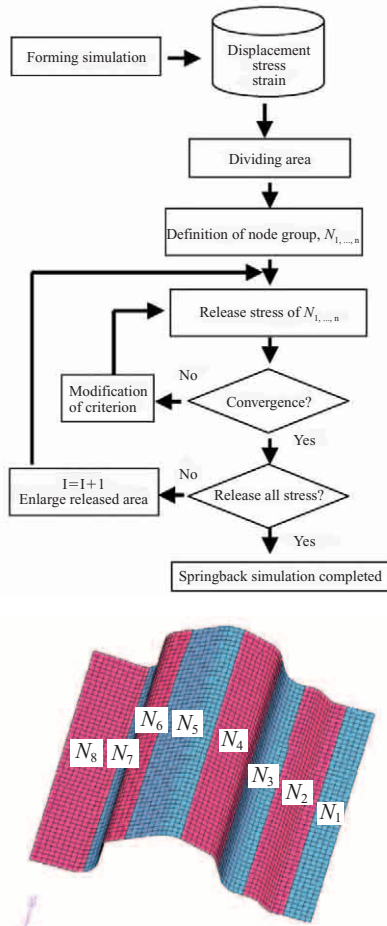 Forming simulation
Displacement
stress
strain
Dividing area
Definition of node group, N1, ..., n
Release stress of N1, ..., n
No
Modification
of criterion
Convergence?
Yes
I=I+1
Enlarge released area
No
Release all stress?
Yes
Springback simulation completed
N8
N7
N6
N5
N4
N3
N2
N1